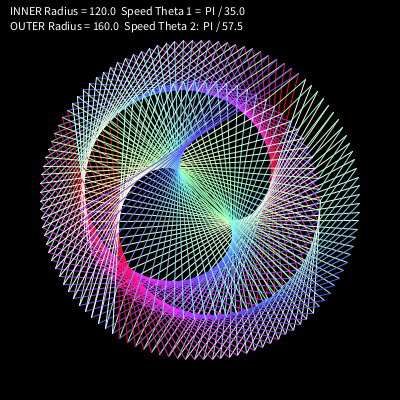 INNER Radius = 120.0  Speed Theta 1 =  PI / 35.0
OUTER Radius = 160.0  Speed Theta 2:  PI / 57.5